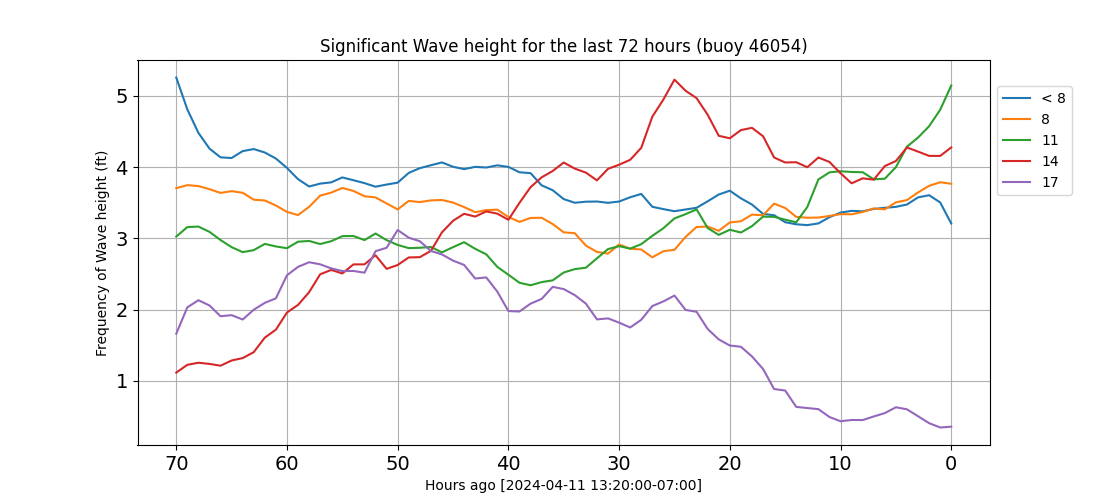 Significant Wave height for the last 72 hours (buoy 46054)
Frequency of Wave height (ft)
5
4
3
2
1
70 60 50 40 30 20 10 0
Hours ago [2024-04-11 13:20:00-07:00]
< 8
8
11
14
17